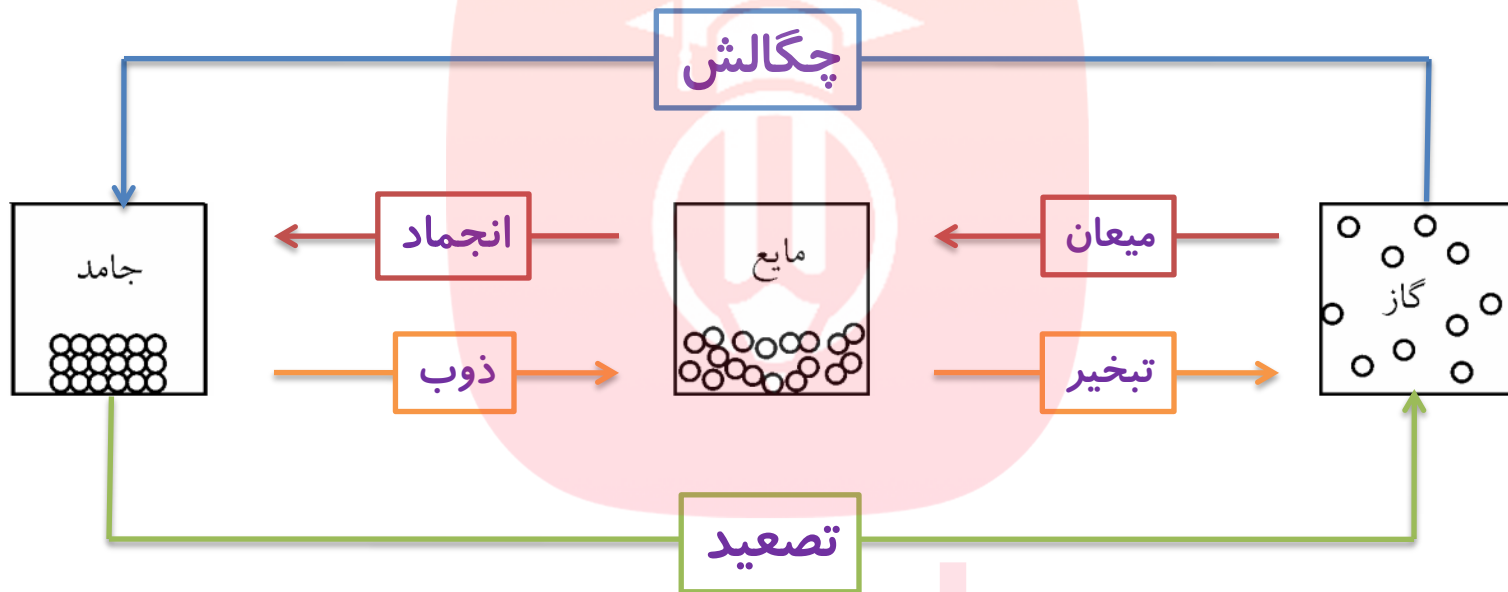 چگالش
میعان
انجماد
گاز
مایع
جامد
تبخیر
ذوب
تصعید